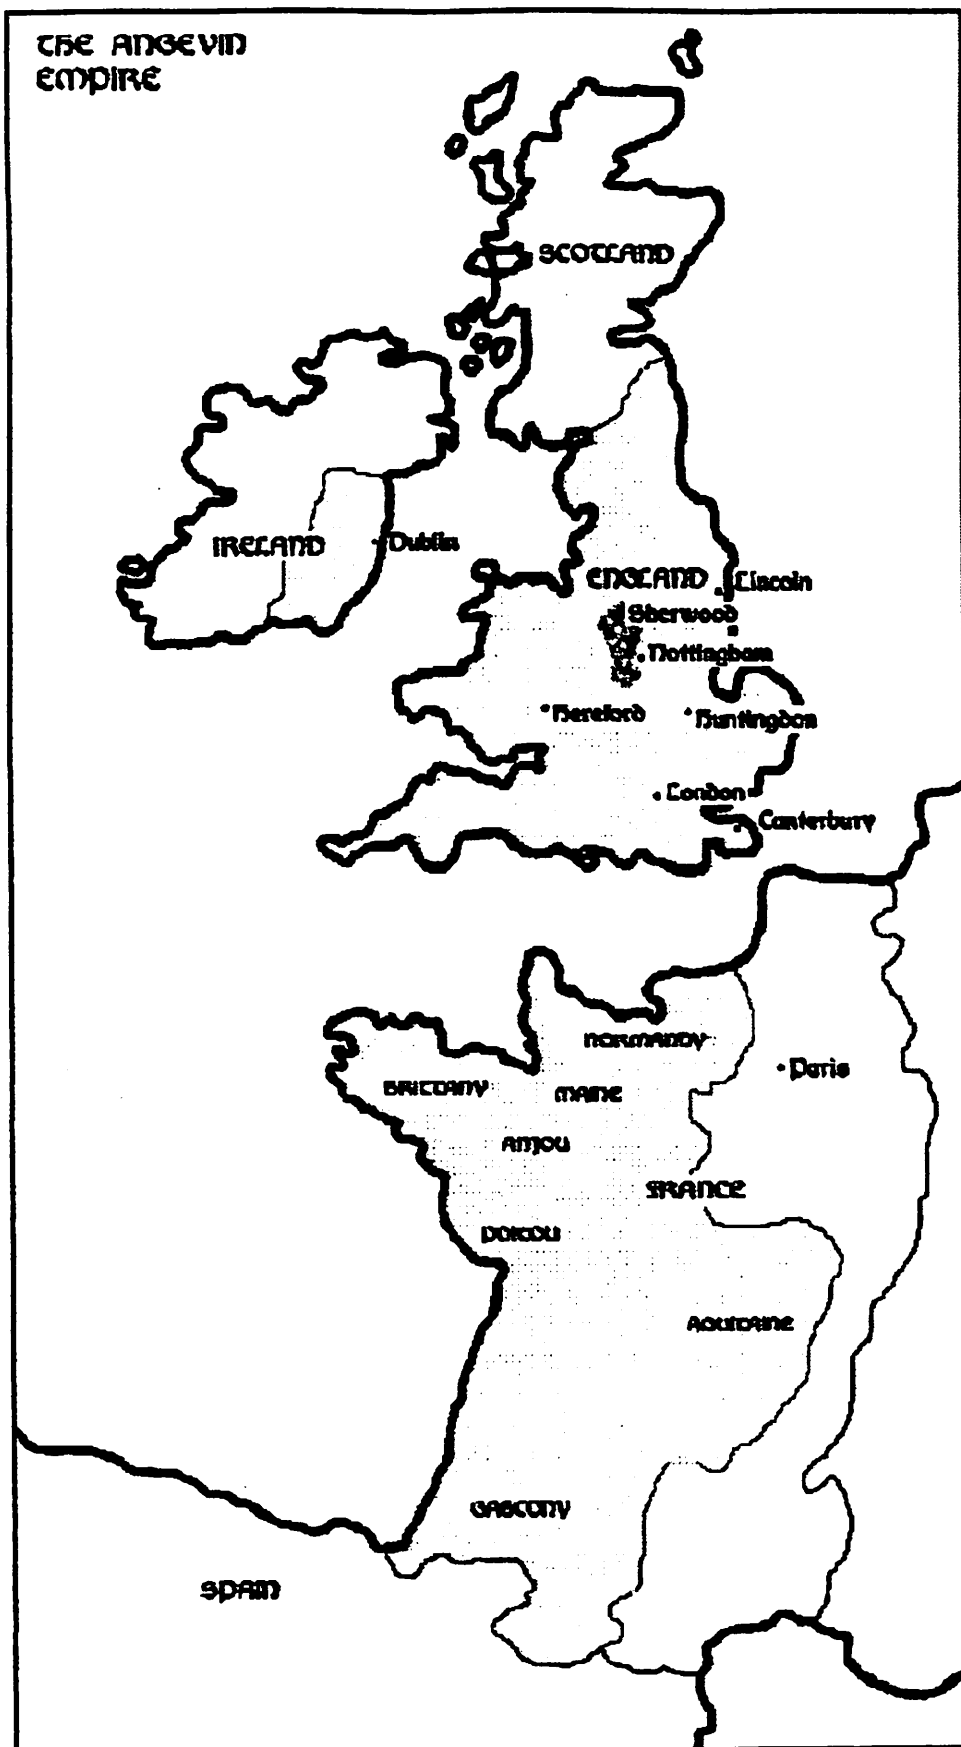 THE ANGEVIN
EMPIRE
SCOTLAND
IRELAND
Dublin
ENGLAND
Lincoln
Sherwood
Nottingham
Hereford
Huntingdon
London
Canterbury
NORMANDY
BRITTANY
MAINE
Paris
ANJOU
FRANCE
POITOU
AQUITAINE
GASCONY
SPAIN